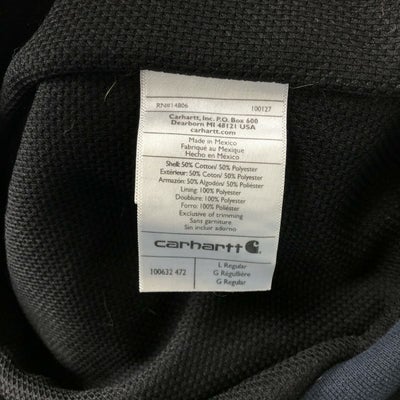 RN#14806 100127
Carhartt, Inc. P.O. Box 600
Dearborn MI 48121 USA
carhartt.com
Made in Mexico
Fabriqué au Mexique
Hecho en Mexico
Shell: 50% Cotton/ 50% Polyester
Extérieur: 50% Coton/ 50% Polyester
Armazón: 50% Algodón/ 50% Poliéster
Lining: 100% Polyester
Doublure: 100% Polyester
Forro: 100% Poliéster
Exclusive of trimming
Sans garniture
Sin incluir adorno
carhartt
100632 472
L Regular
G Régulière
G Regular